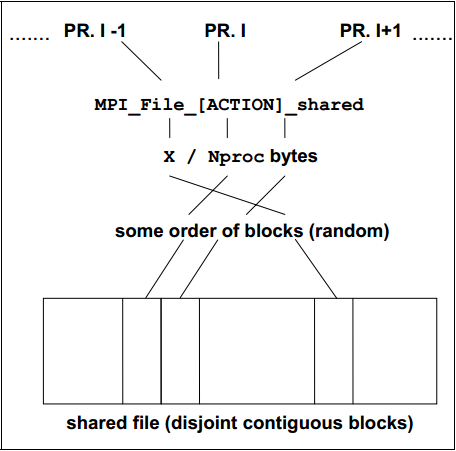 ....... PR. I -1 PR. I PR. I+1 .......
MPI_File_[ACTION]_shared
X / Nproc bytes
some order of blocks (random)
shared file (disjoint contiguous blocks)